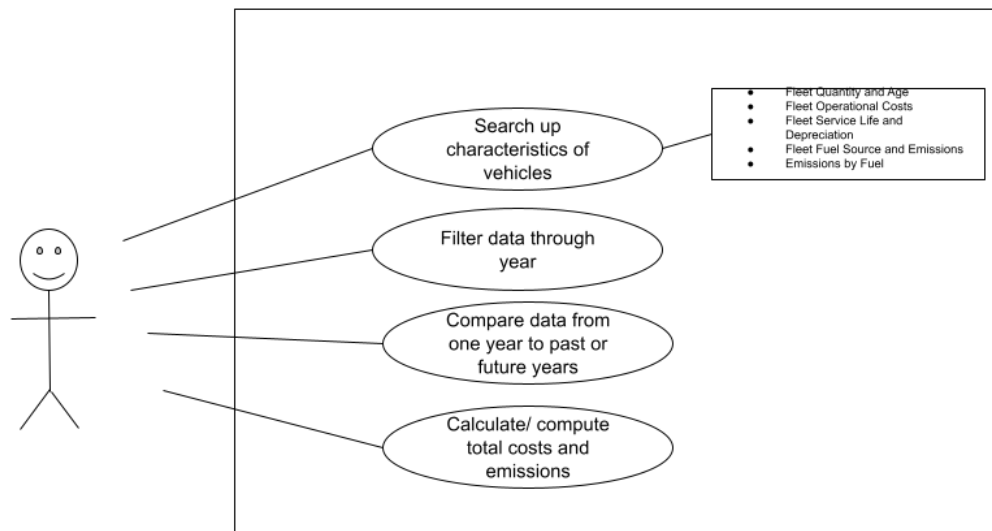 ● Fleet Quantity and Age
● Fleet Operational Costs
● Fleet Service Life and
Depreciation
● Fleet Fuel Source and Emissions
● Emissions by Fuel
Search up
characteristics of
vehicles
Filter data through
year
Compare data from
one year to past or
future years
Calculate/ compute
total costs and
emissions